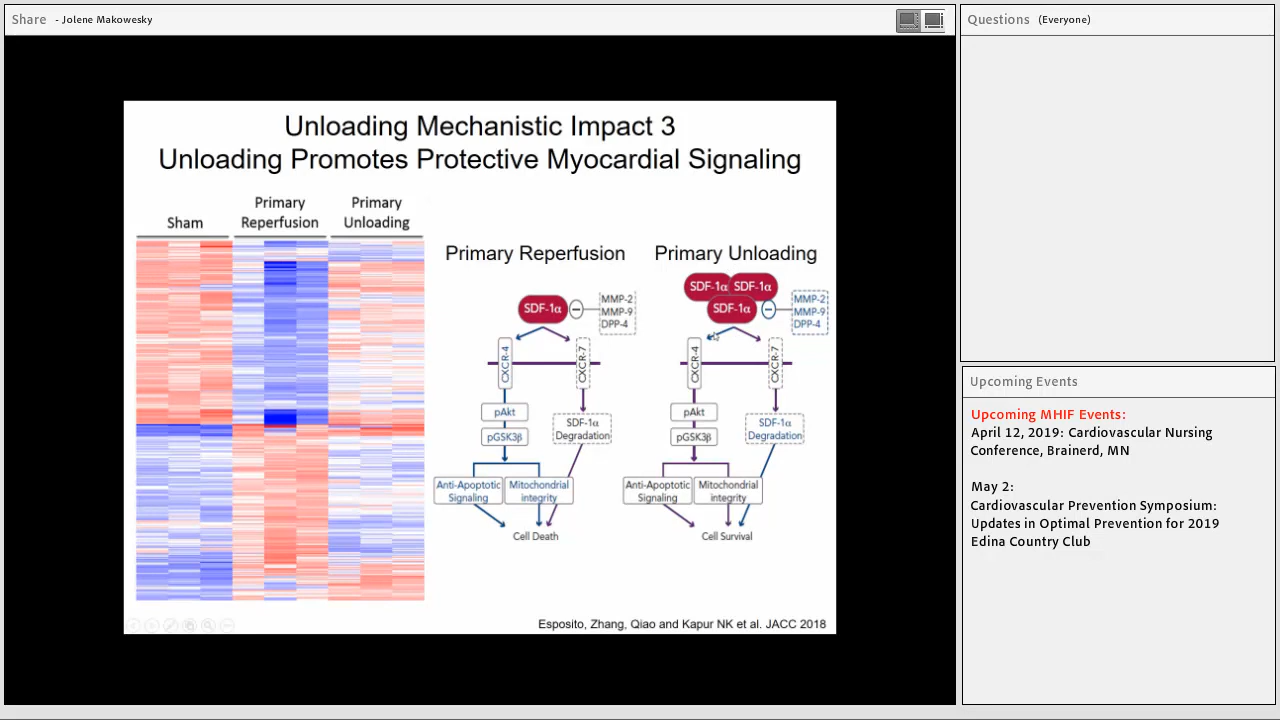 Share - Jolene Makowesky
Unloading Mechanistic Impact 3
Unloading Promotes Protective Myocardial Signaling
Sham
Primary
Reperfusion
Primary
Unloading
Primary Reperfusion
SDF-1α
MMP-2
MMP-9
DPP-4
CXCR-4
CXCR-7
pAkt
pGSK3β
SDF-1α
Degradation
Anti-Apoptotic
Signaling
Mitochondrial
integrity
Cell Death
Primary Unloading
SDF-1α
SDF-1α
SDF-1α
MMP-2
MMP-9
DPP-4
CXCR-4
CXCR-7
pAkt
pGSK3β
SDF-1α
Degradation
Anti-Apoptotic
Signaling
Mitochondrial
integrity
Cell Survival
Esposito, Zhang, Qiao and Kapur NK et al. JACC 2018
Questions (Everyone)
Upcoming Events
Upcoming MHIF Events:
April 12, 2019: Cardiovascular Nursing
Conference, Brainerd, MN
May 2:
Cardiovascular Prevention Symposium:
Updates in Optimal Prevention for 2019
Edina Country Club